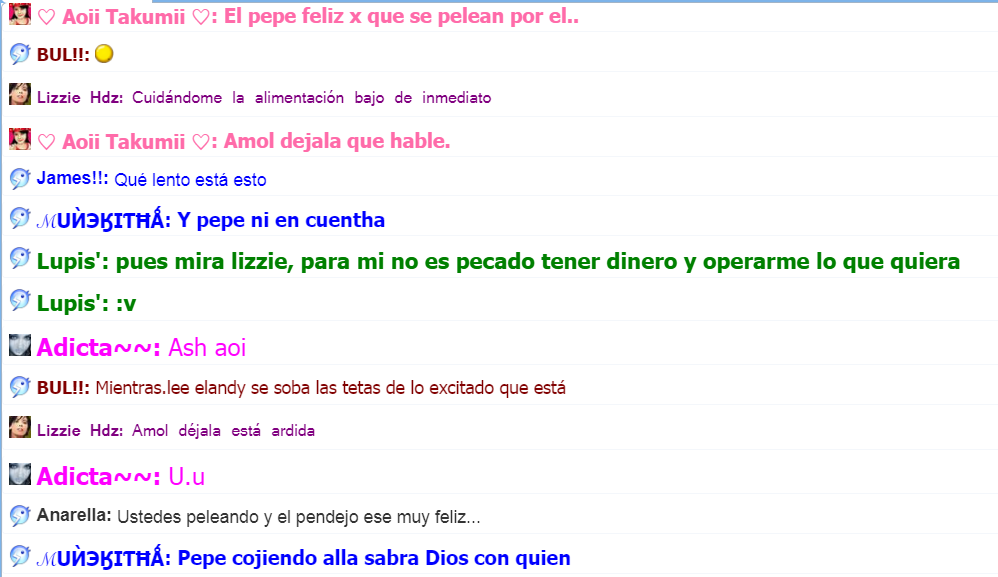 ♡ Aoii Takumii ♡: El pepe feliz x que se pelean por el..
BUL!!:
Lizzie Hdz: Cuidándome la alimentación bajo de inmediato
♡ Aoii Takumii ♡: Amol dejala que hable.
James!!: Qué lento está esto
ℳUѝЭӃITĦẤ: Y pepe ni en cuentha
Lupis': pues mira lizzie, para mi no es pecado tener dinero y operarme lo que quiera
Lupis': :v
Adicta~~: Ash aoi
BUL!!: Mientras.lee elandy se soba las tetas de lo excitado que está
Lizzie Hdz: Amol déjala está ardida
Adicta~~: U.u
Anarella: Ustedes peleando y el pendejo ese muy feliz...
ℳUѝЭӃITĦẤ: Pepe cojiendo alla sabra Dios con quien